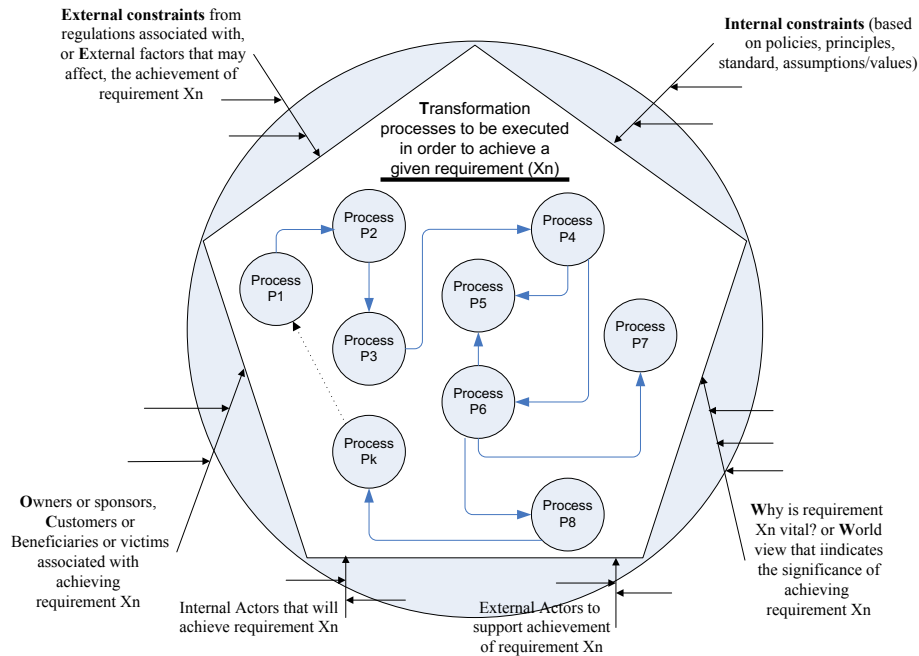 External constraints from
regulations associated with,
or External factors that may
affect, the achievement of
requirement Xn
Internal constraints (based
on policies, principles,
standard, assumptions/values)
Transformation
processes to be executed
in order to achieve a
given requirement (Xn)
Process
P2
Process
P4
Process
P1
Process
P5
Process
P3
Process
P7
Process
P6
Process
Pk
Process
P8
Owners or sponsors,
Customers or
Beneficiaries or victims
associated with
achieving
requirement Xn
Internal Actors that will
achieve requirement Xn
External Actors to
support achievement
of requirement Xn
Why is requirement
Xn vital? or World
view that iindicates
the significance of
achieving
requirement Xn